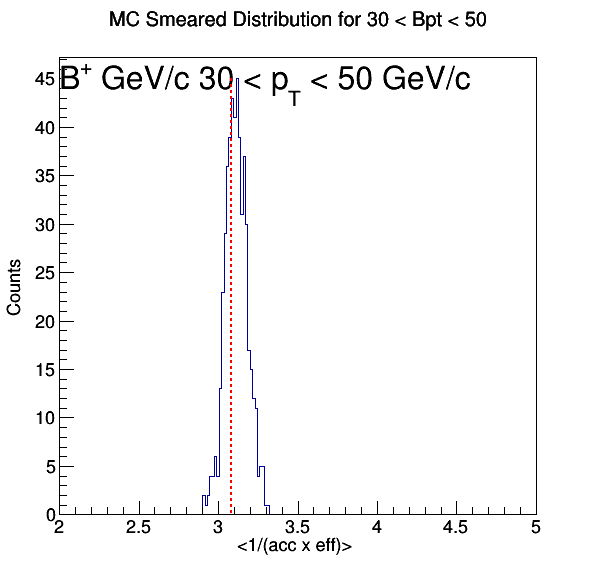 MC Smeared Distribution for 30 < Bpt < 50
B+ GeV/c 30 < pT < 50 GeV/c
Counts
45
40
35
30
25
20
15
10
5
0
2 2.5 3 3.5 4 4.5 5
<1/(acc x eff)>